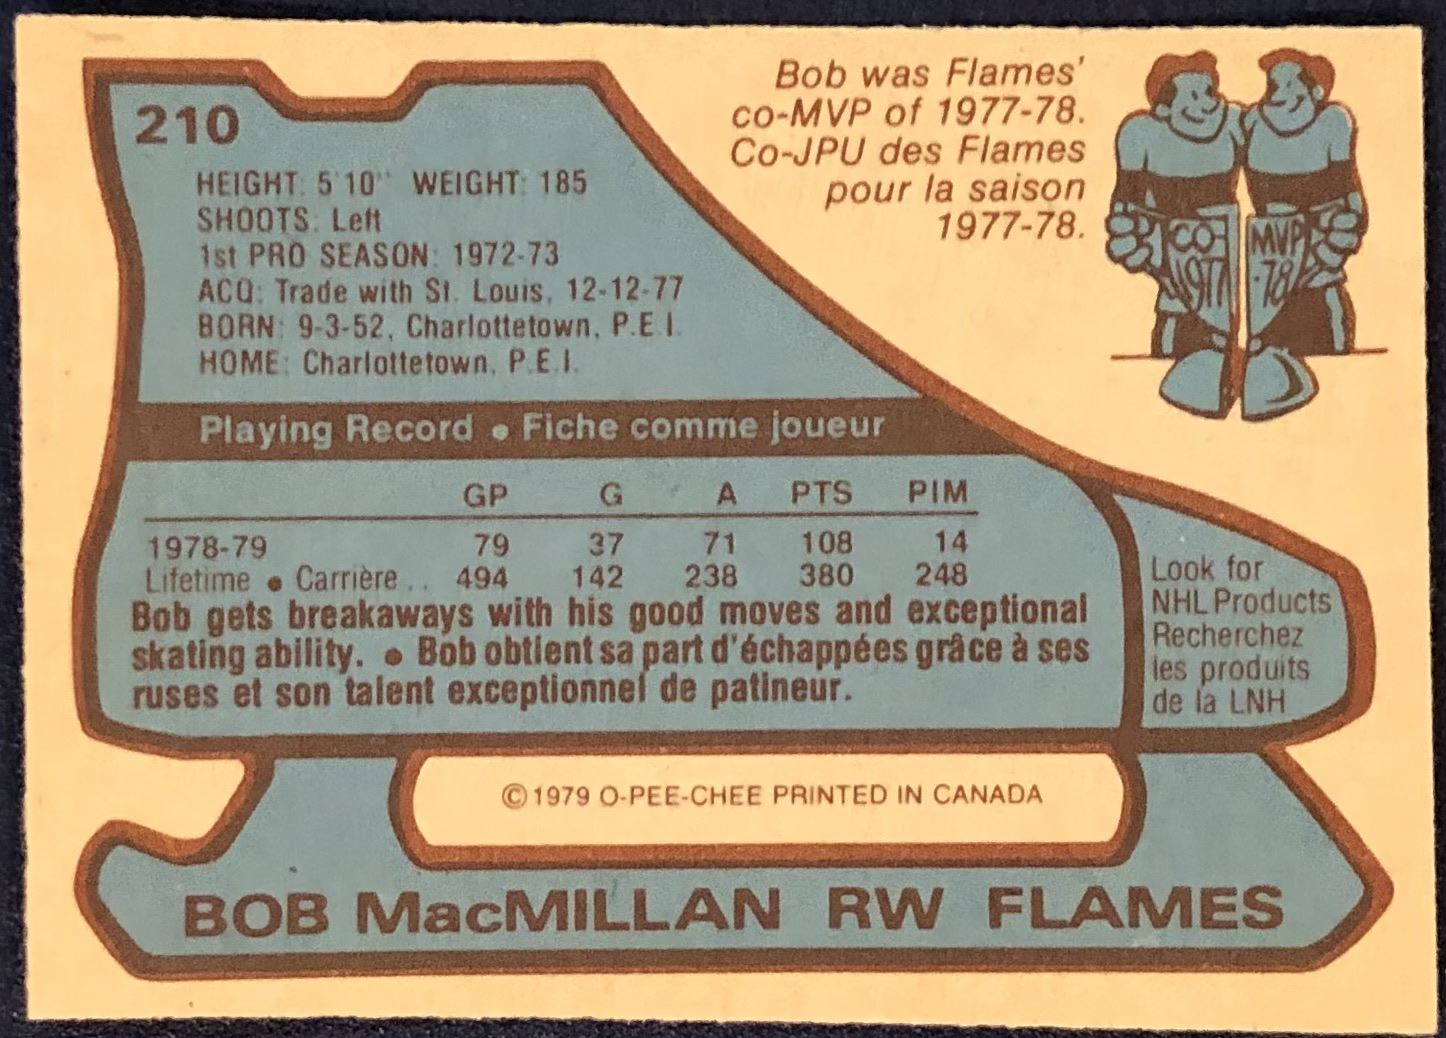 210
HEIGHT: 5'10" WEIGHT: 185
SHOOTS: Left
1st PRO SEASON: 1972-73
ACQ: Trade with St. Louis, 12-12-77
BORN: 9-3-52, Charlottetown, P.E.I.
HOME: Charlottetown, P.E.I.
Bob was Flames'
co-MVP of 1977-78.
Co-JPU des Flames
pour la saison
1977-78.
CO- MVP
1977 -78
Playing Record • Fiche comme joueur
GP G A PTS PIM
1978-79 79 37 71 108 14
Lifetime • Carrière .. 494 142 238 380 248
Bob gets breakaways with his good moves and exceptional
skating ability. • Bob obtient sa part d'échappées grâce à ses
ruses et son talent exceptionnel de patineur.
Look for
NHL Products
Recherchez
les produits
de la LNH
©1979 O-PEE-CHEE PRINTED IN CANADA
BOB MacMILLAN RW FLAMES